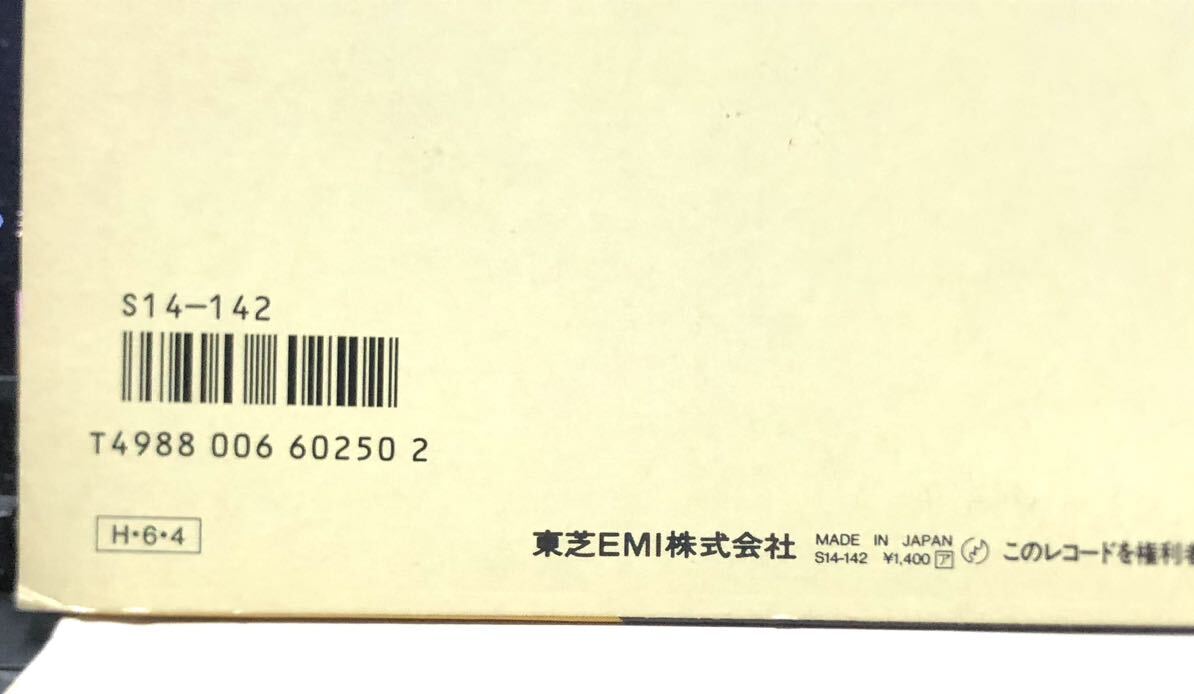 S14-142
T4988 006 60250 2
H・6・4
東芝EMI株式会社
MADE IN JAPAN
S14-142 ¥1,400 ア
このレコードを権利者